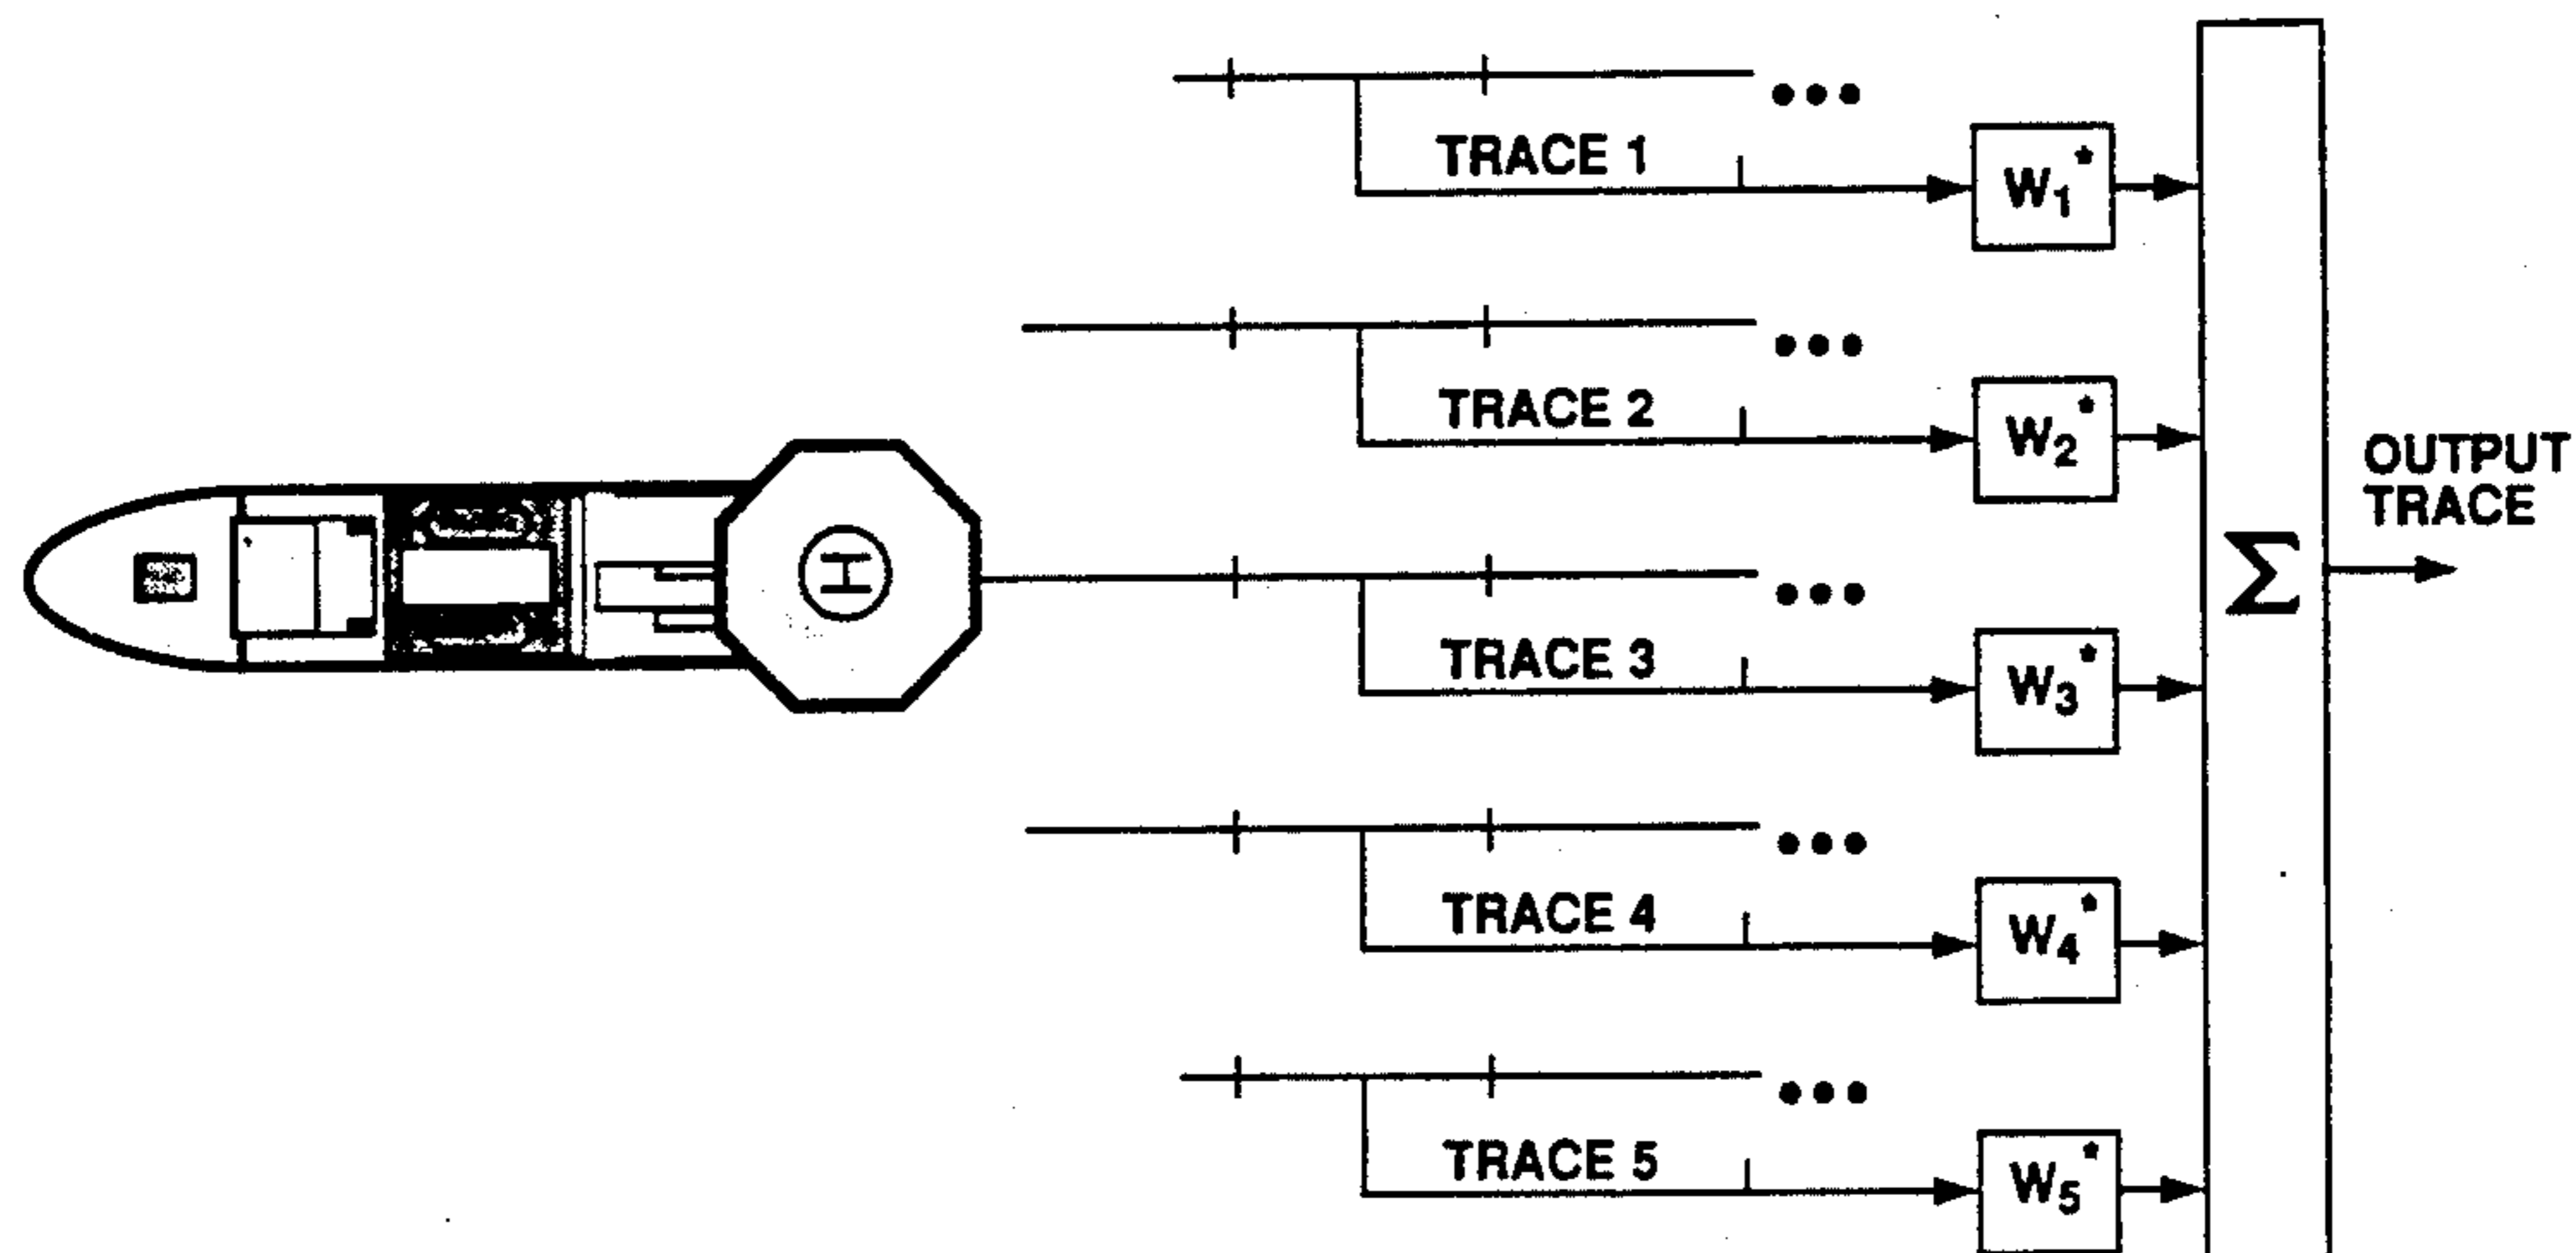 TRACE 1
W₁*
TRACE 2
W₂*
OUTPUT
TRACE
H
Σ
TRACE 3
W₃*
TRACE 4
W₄*
TRACE 5
W₅*